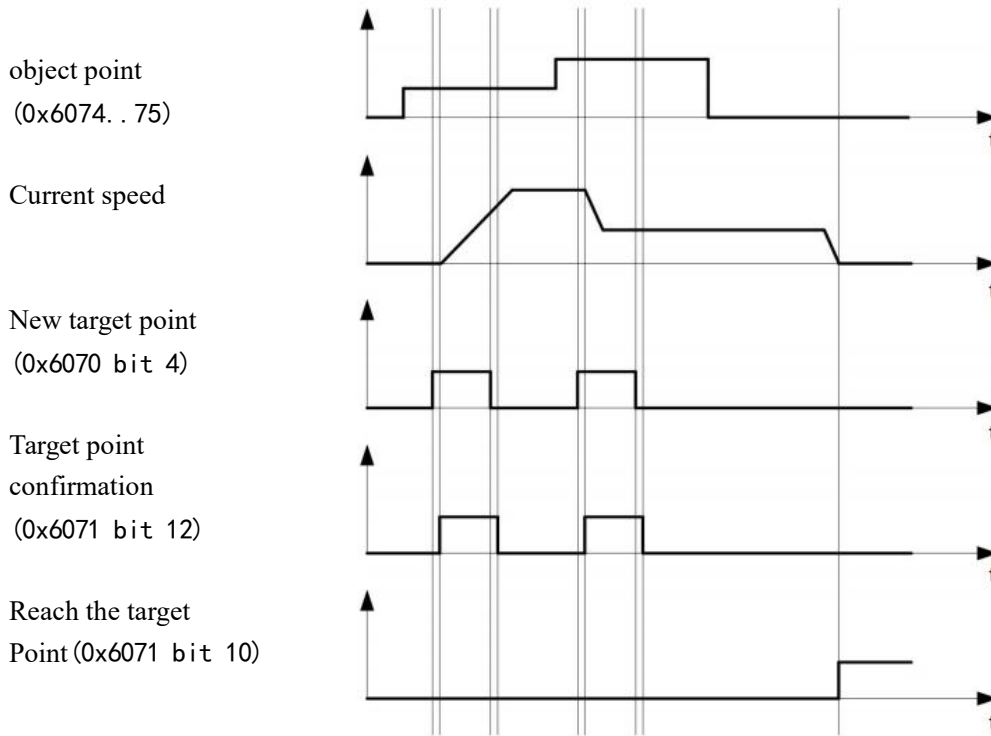 object point
(0x6074..75)
t
Current speed
t
New target point
(0x6070 bit 4)
t
Target point
confirmation
(0x6071 bit 12)
t
Reach the target
Point(0x6071 bit 10)
t